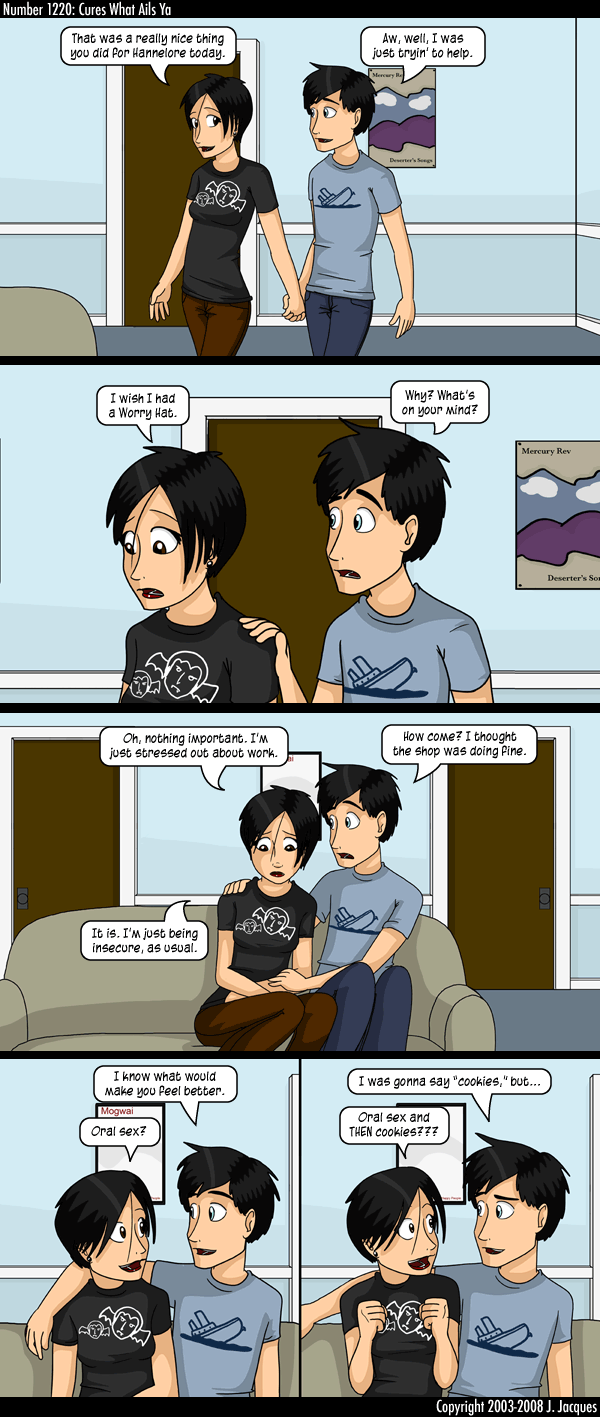 Number 1220: Cures What Ails Ya
That was a really nice thing
you did for Hannelore today.
Aw, well, I was
just tryin' to help.
Mercury Rev
Deserter's Songs
I wish I had
a Worry Hat.
Why? What's
on your mind?
Mercury Rev
Deserter's Son
Oh, nothing important. I'm
just stressed out about work.
How come? I thought
the shop was doing fine.
It is. I'm just being
insecure, as usual.
I know what would
make you feel better.
Mogwai
Oral sex?
I was gonna say "cookies," but...
Oral sex and
THEN cookies???
Copyright 2003-2008 J. Jacques